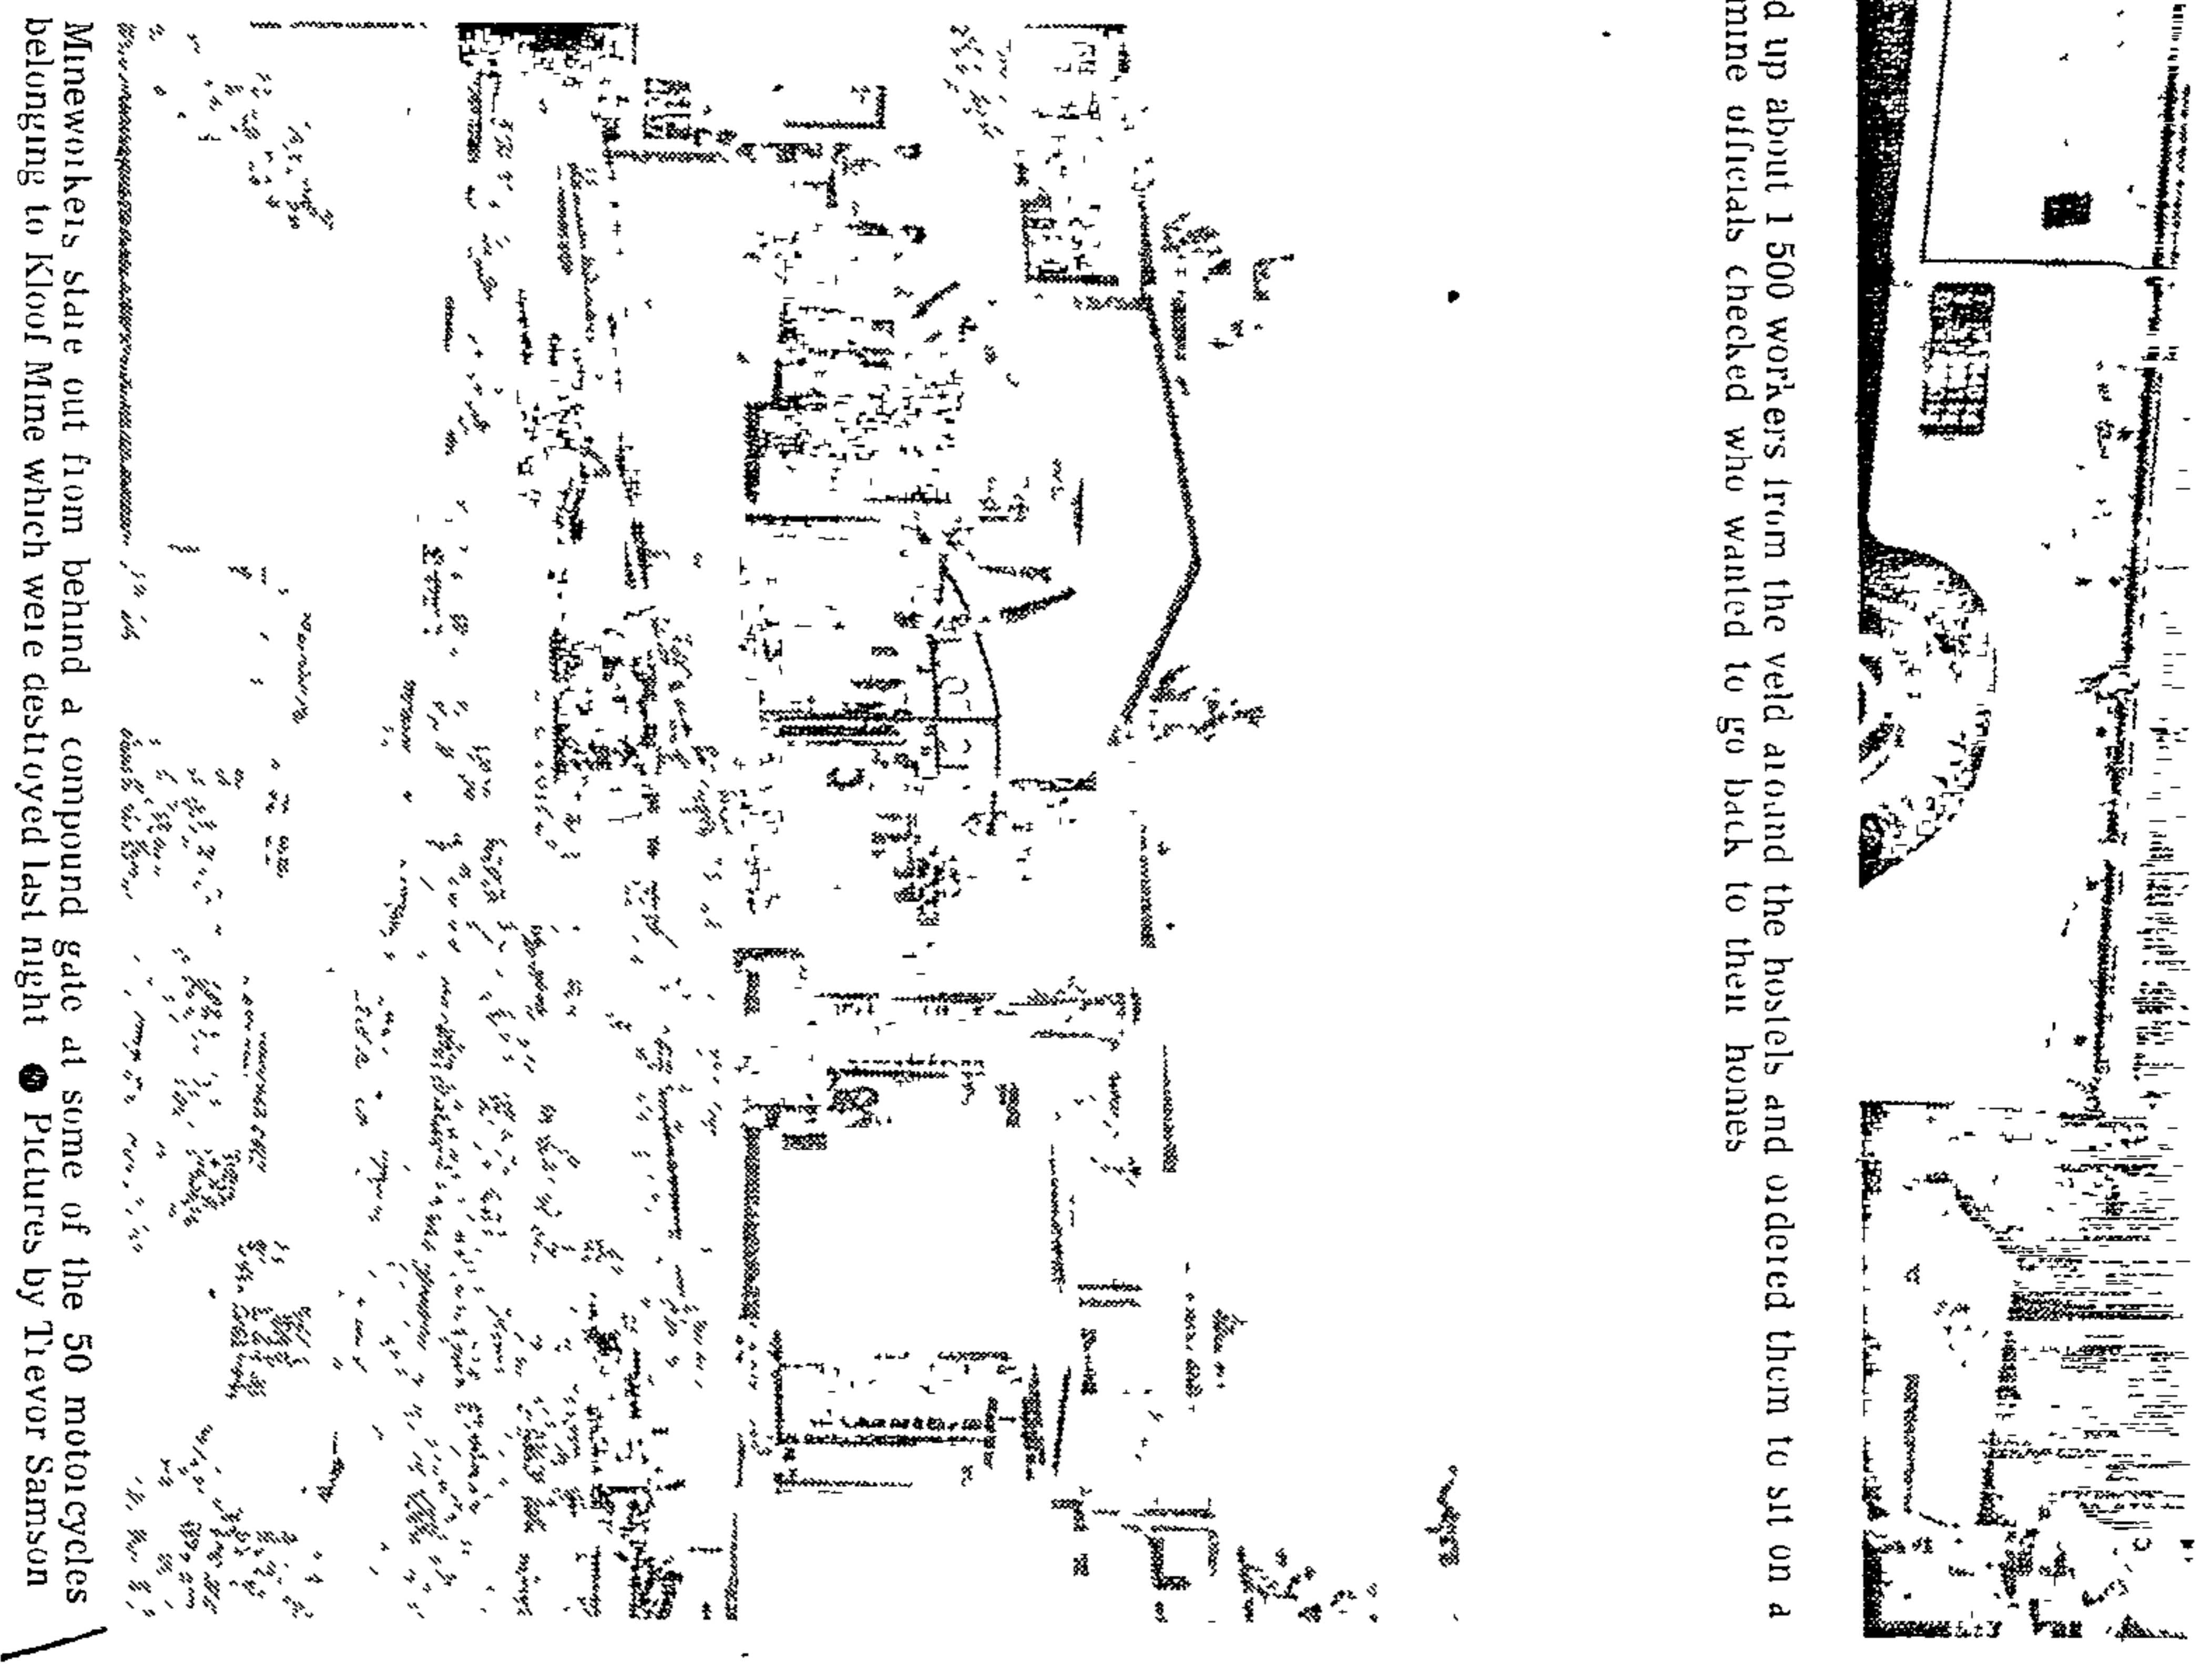 d up about 1 500 workers from the veld around the hostels and ordered them to sit on a
mine officials checked who wanted to go back to their homes
Mineworkers stare out from behind a compound gate at some of the 50 motorcycles
belonging to Kloof Mine which were destroyed last night ● Pictures by Trevor Samson